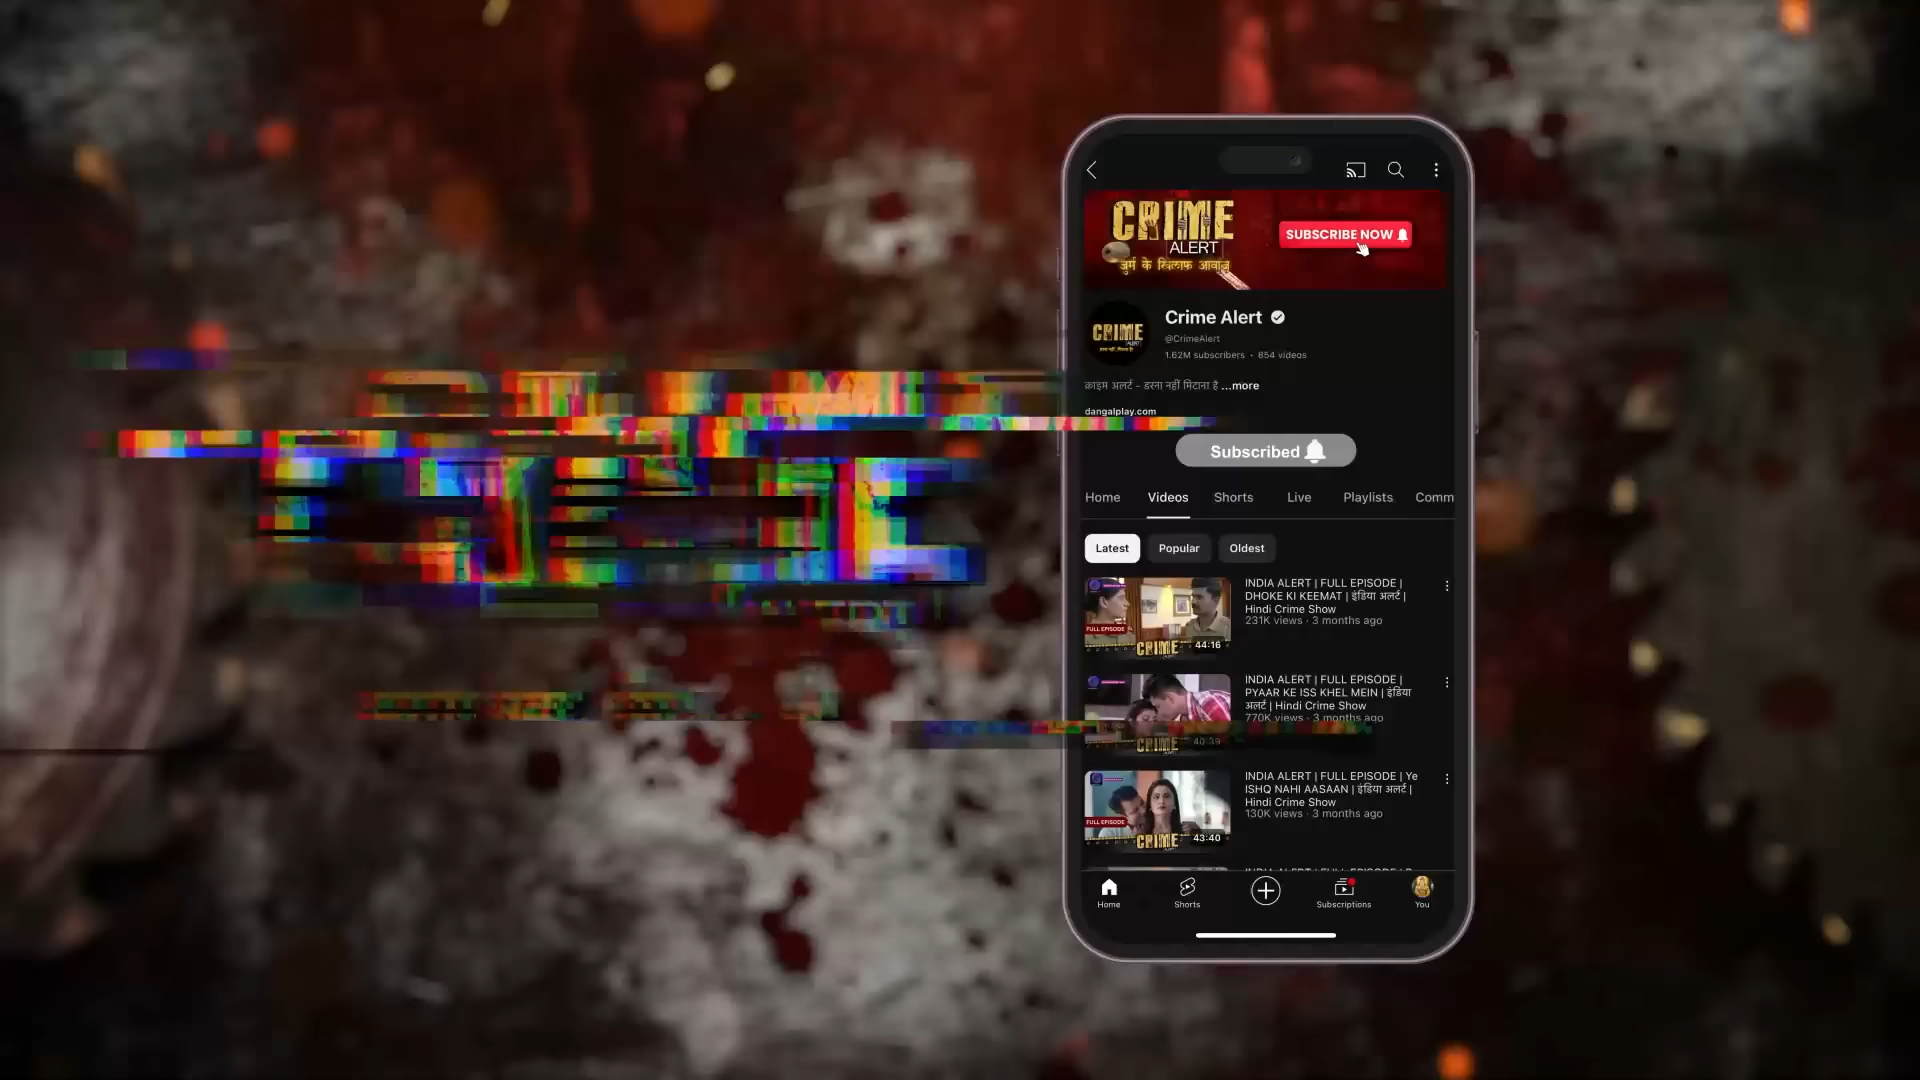 CRIME
ALERT
जुर्म के खिलाफ आवाज़
SUBSCRIBE NOW
CRIME
ALERT
Crime Alert
@CrimeAlert
1.62M subscribers • 854 videos
क्राइम अलर्ट - डरना नहीं मिटाना है ...more
dangalplay.com
Subscribed
Home Videos Shorts Live Playlists Comm
Latest Popular Oldest
INDIA ALERT | FULL EPISODE |
DHOKE KI KEEMAT | इंडिया अलर्ट |
Hindi Crime Show
231K views · 3 months ago
FULL EPISODE
CRIME
44:16
INDIA ALERT | FULL EPISODE |
PYAAR KE ISS KHEL MEIN | इंडिया
अलर्ट | Hindi Crime Show
770K views · 3 months ago
CRIME
40:39
INDIA ALERT | FULL EPISODE | Ye
ISHQ NAHI AASAAN | इंडिया अलर्ट |
Hindi Crime Show
130K views · 3 months ago
FULL EPISODE
CRIME
43:40
Home Shorts Subscriptions You